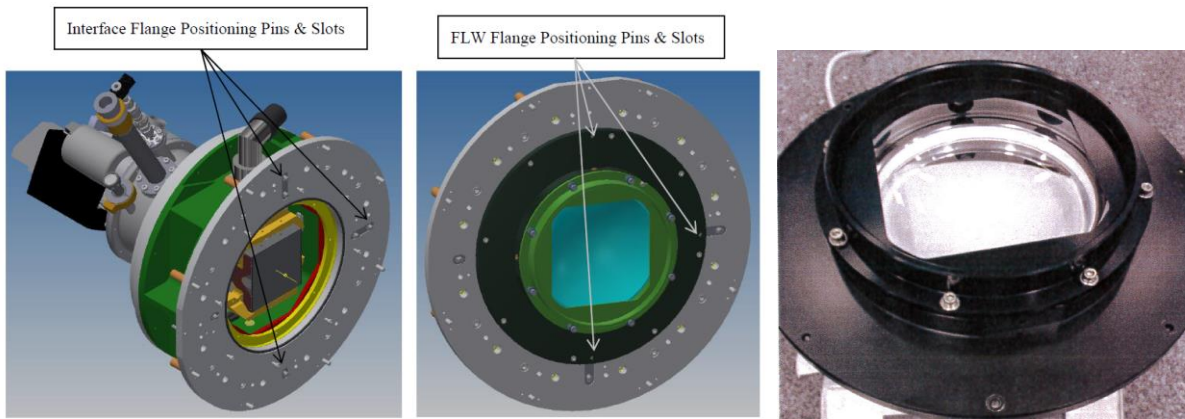 Interface Flange Positioning Pins & Slots
FLW Flange Positioning Pins & Slots